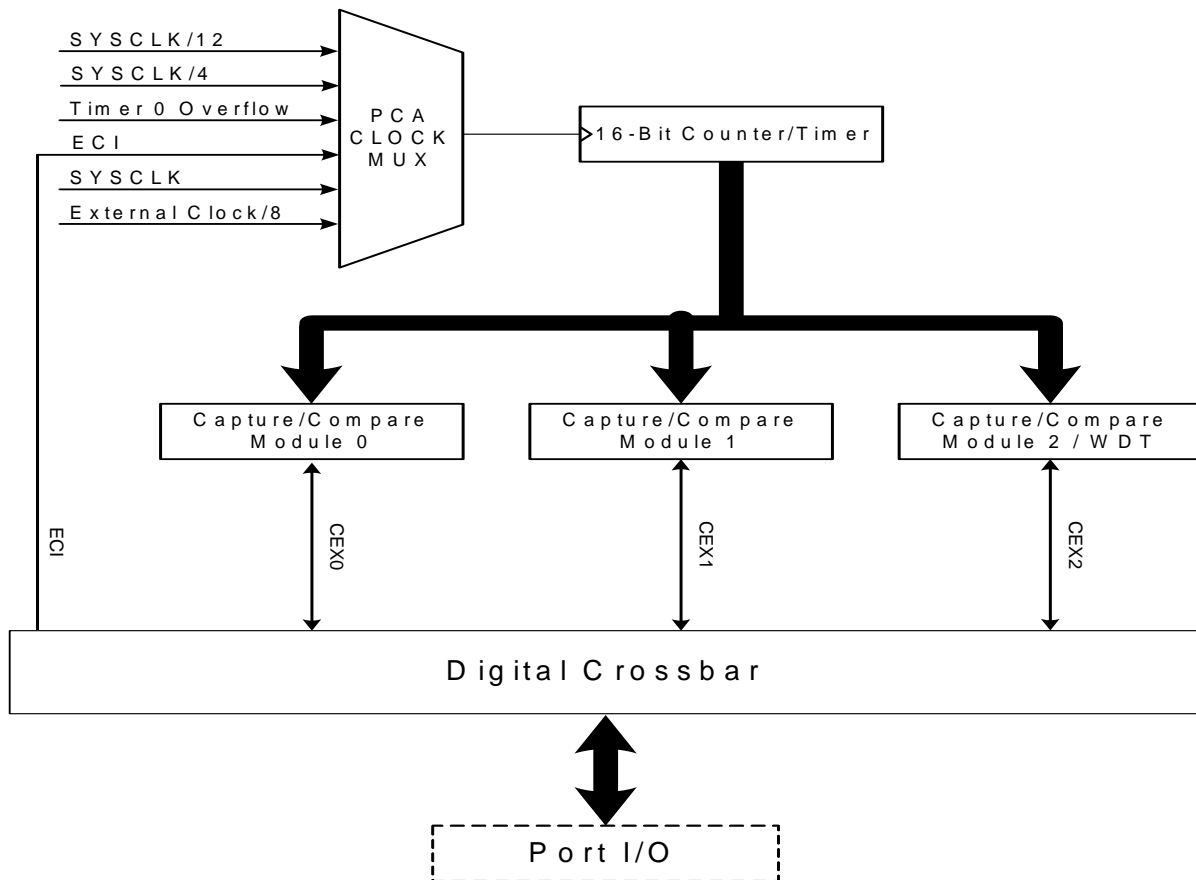 SYSCLK/12
SYSCLK/4
Timer 0 Overflow
ECI
SYSCLK
External Clock/8
PCA
CLOCK
MUX
16-Bit Counter/Timer
Capture/Compare
Module 0
Capture/Compare
Module 1
Capture/Compare
Module 2 / WDT
ECI
CEX0
CEX1
CEX2
Digital Crossbar
Port I/O